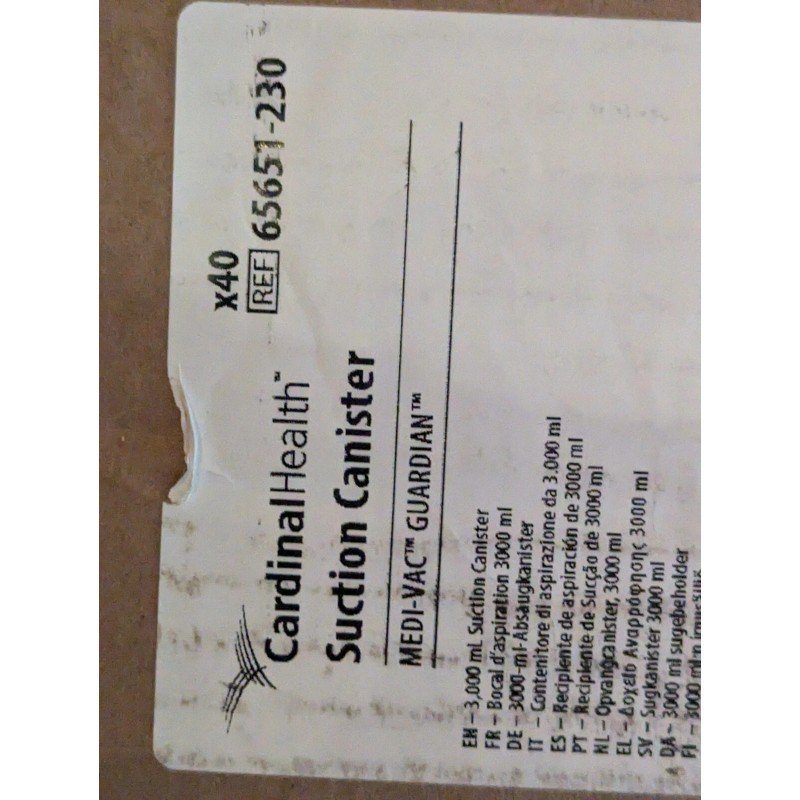 x40
REF 65651-230
CardinalHealth™
Suction Canister
MEDI-VAC™ GUARDIAN™
EN – 3,000 mL Suction Canister
FR – Bocal d'aspiration 3000 ml
DE – 3000-ml-Absaugkanister
IT – Contenitore di aspirazione da 3.000 ml
ES – Recipiente de aspiración de 3000 ml
PT – Recipiente de Sucção de 3000 ml
NL – Opvangcanister, 3000 ml
EL – Δοχείο Αναρρόφησης 3000 ml
SV – Sugkanister 3000 ml
DA – 3000 ml sugebeholder
FI – 3000 ml:n